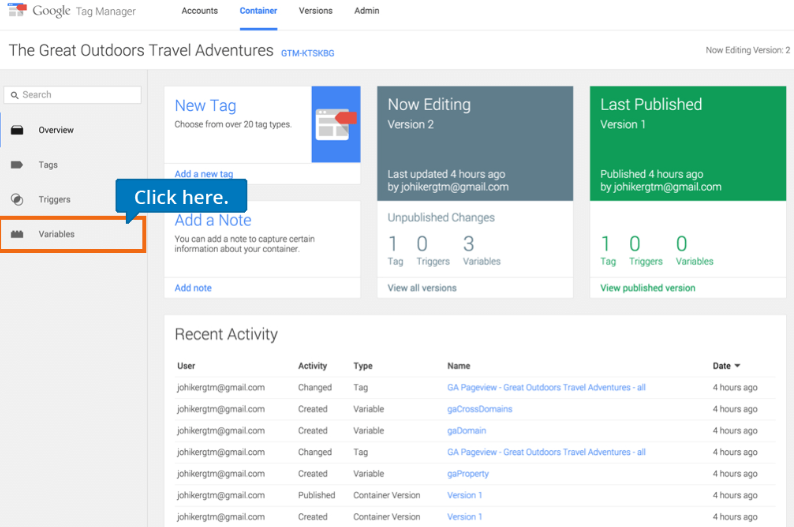 Google Tag Manager
Accounts Container Versions Admin
The Great Outdoors Travel Adventures GTM-KTSKBG
Now Editing Version: 2
Search
Overview
Tags
Triggers
Variables
Click here.
New Tag
Choose from over 20 tag types.
Add a new tag
Add a Note
You can add a note to capture certain
information about your container.
Add note
Now Editing
Version 2
Last updated 4 hours ago
by johikergtm@gmail.com
Unpublished Changes
1 0 3
Tag Triggers Variables
View all versions
Last Published
Version 1
Published 4 hours ago
by johikergtm@gmail.com
1 0 0
Tag Triggers Variables
View published version
Recent Activity
User Activity Type Name Date
johikergtm@gmail.com Changed Tag GA Pageview - Great Outdoors Travel Adventures - all 4 hours ago
johikergtm@gmail.com Created Variable gaCrossDomains 4 hours ago
johikergtm@gmail.com Created Variable gaDomain 4 hours ago
johikergtm@gmail.com Changed Tag GA Pageview - Great Outdoors Travel Adventures - all 4 hours ago
johikergtm@gmail.com Created Variable gaProperty 4 hours ago
johikergtm@gmail.com Published Container Version Version 1 4 hours ago
johikergtm@gmail.com Created Container Version Version 1 4 hours ago